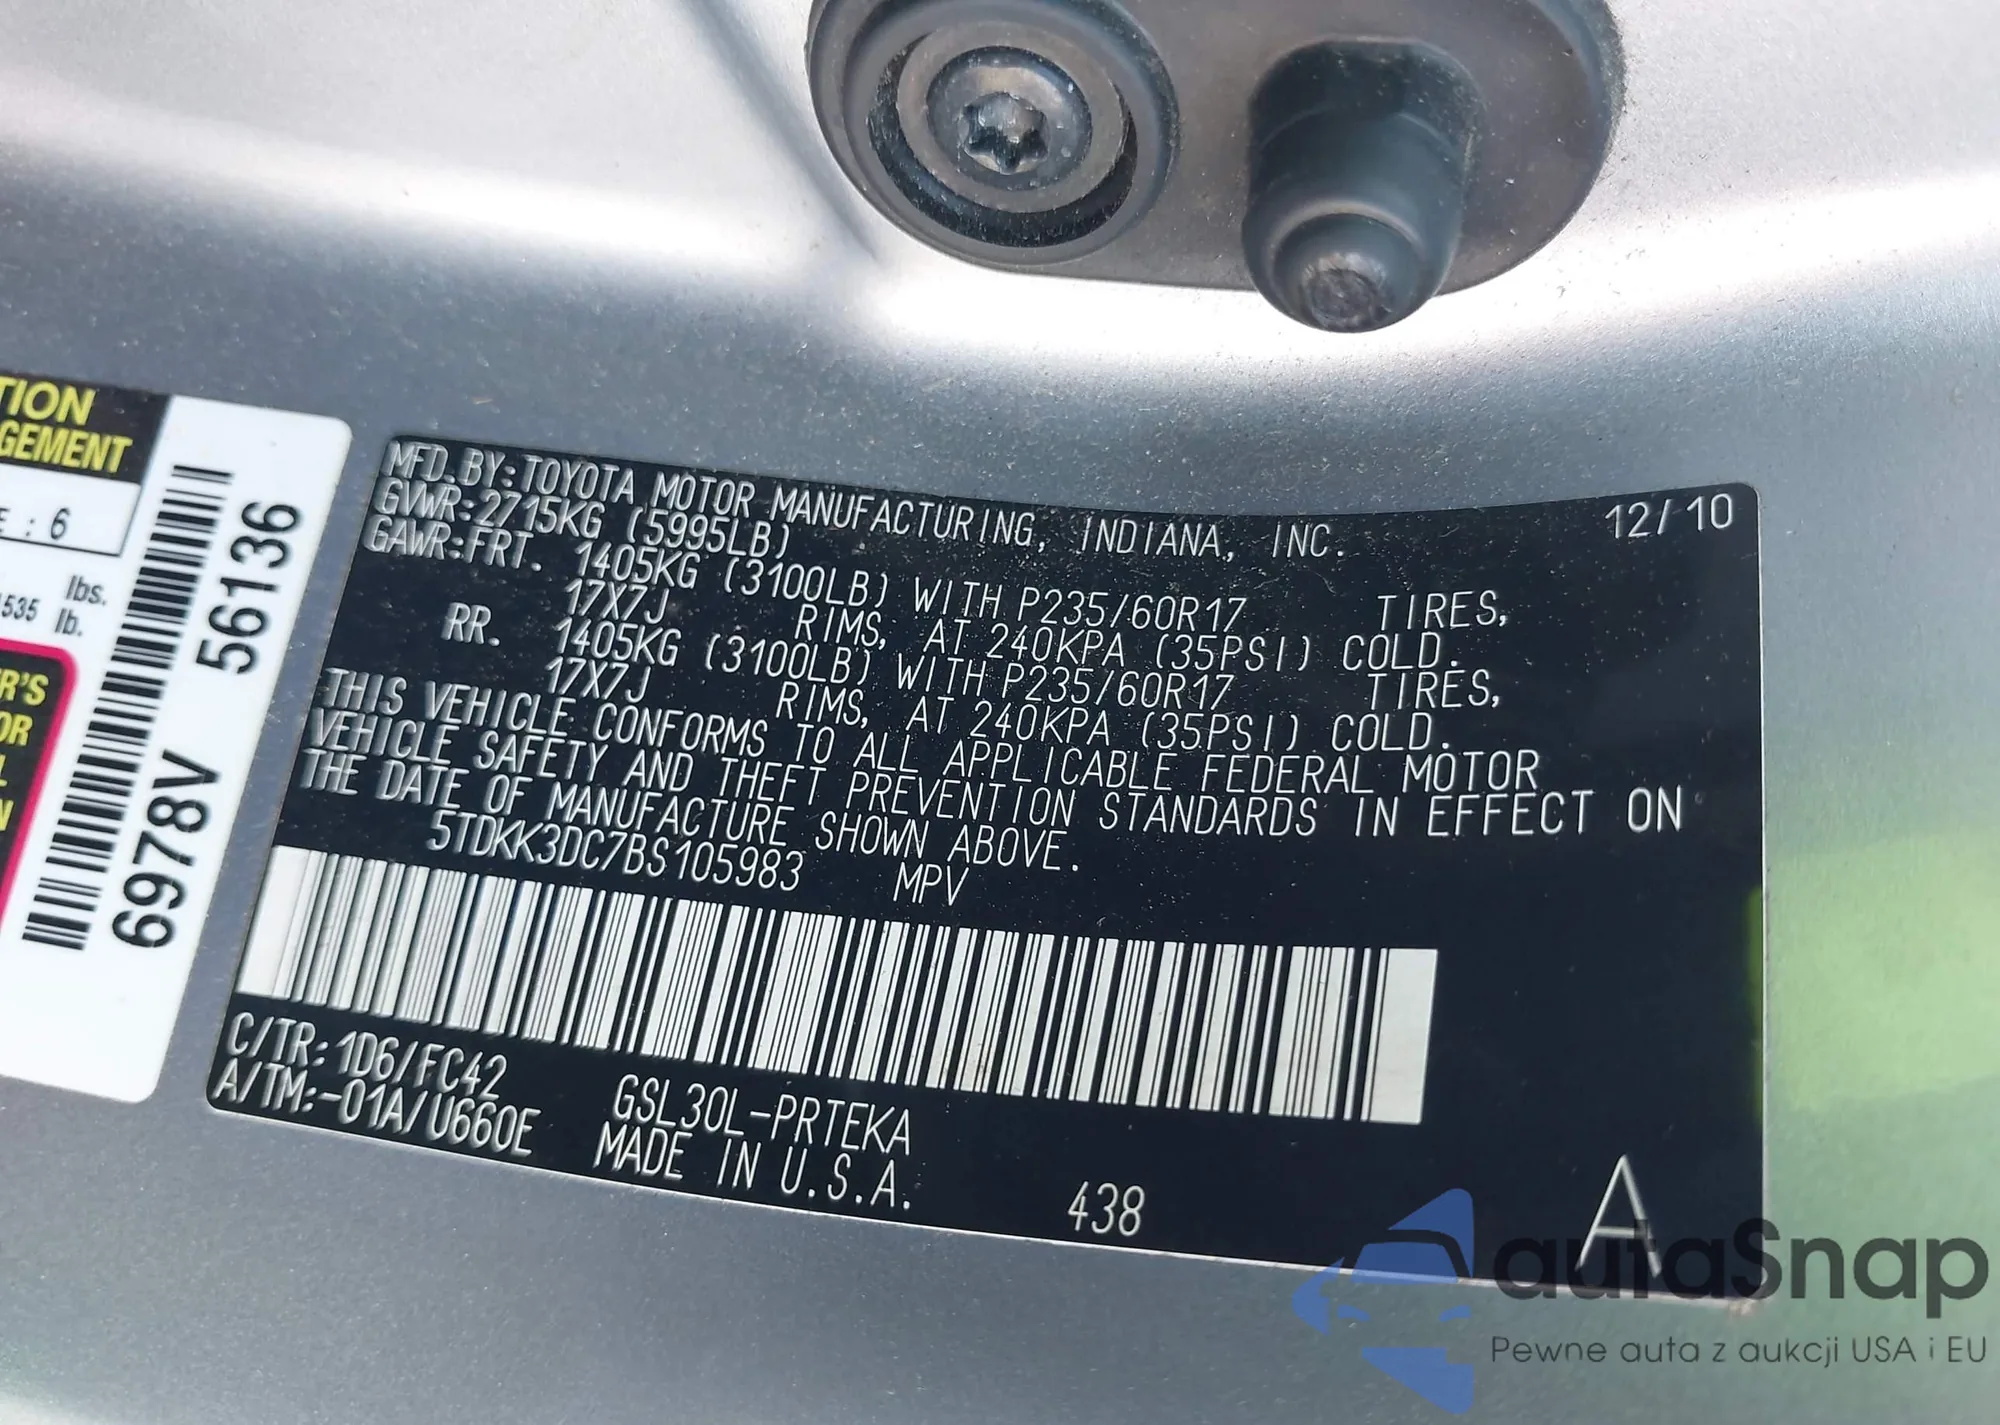 TION
GEMENT
E : 6
lbs.
535 lb.
R'S
OR
L
N
6978V 56136
MFD. BY: TOYOTA MOTOR MANUFACTURING, INDIANA, INC. 12/10
GVWR: 2715KG (5995LB)
GAWR: FRT. 1405KG (3100LB) WITH P235/60R17 TIRES,
17X7J RIMS, AT 240KPA (35PSI) COLD.
RR. 1405KG (3100LB) WITH P235/60R17 TIRES,
17X7J RIMS, AT 240KPA (35PSI) COLD.
THIS VEHICLE CONFORMS TO ALL APPLICABLE FEDERAL MOTOR
VEHICLE SAFETY AND THEFT PREVENTION STANDARDS IN EFFECT ON
THE DATE OF MANUFACTURE SHOWN ABOVE.
5TDKK3DC7BS105983 MPV
C/TR: 1D6/FC42 GSL30L-PRTEKA
A/TM:-01A/U660E MADE IN U.S.A.
438 A
autaSnap
Pewne auta z aukcji USA i EU